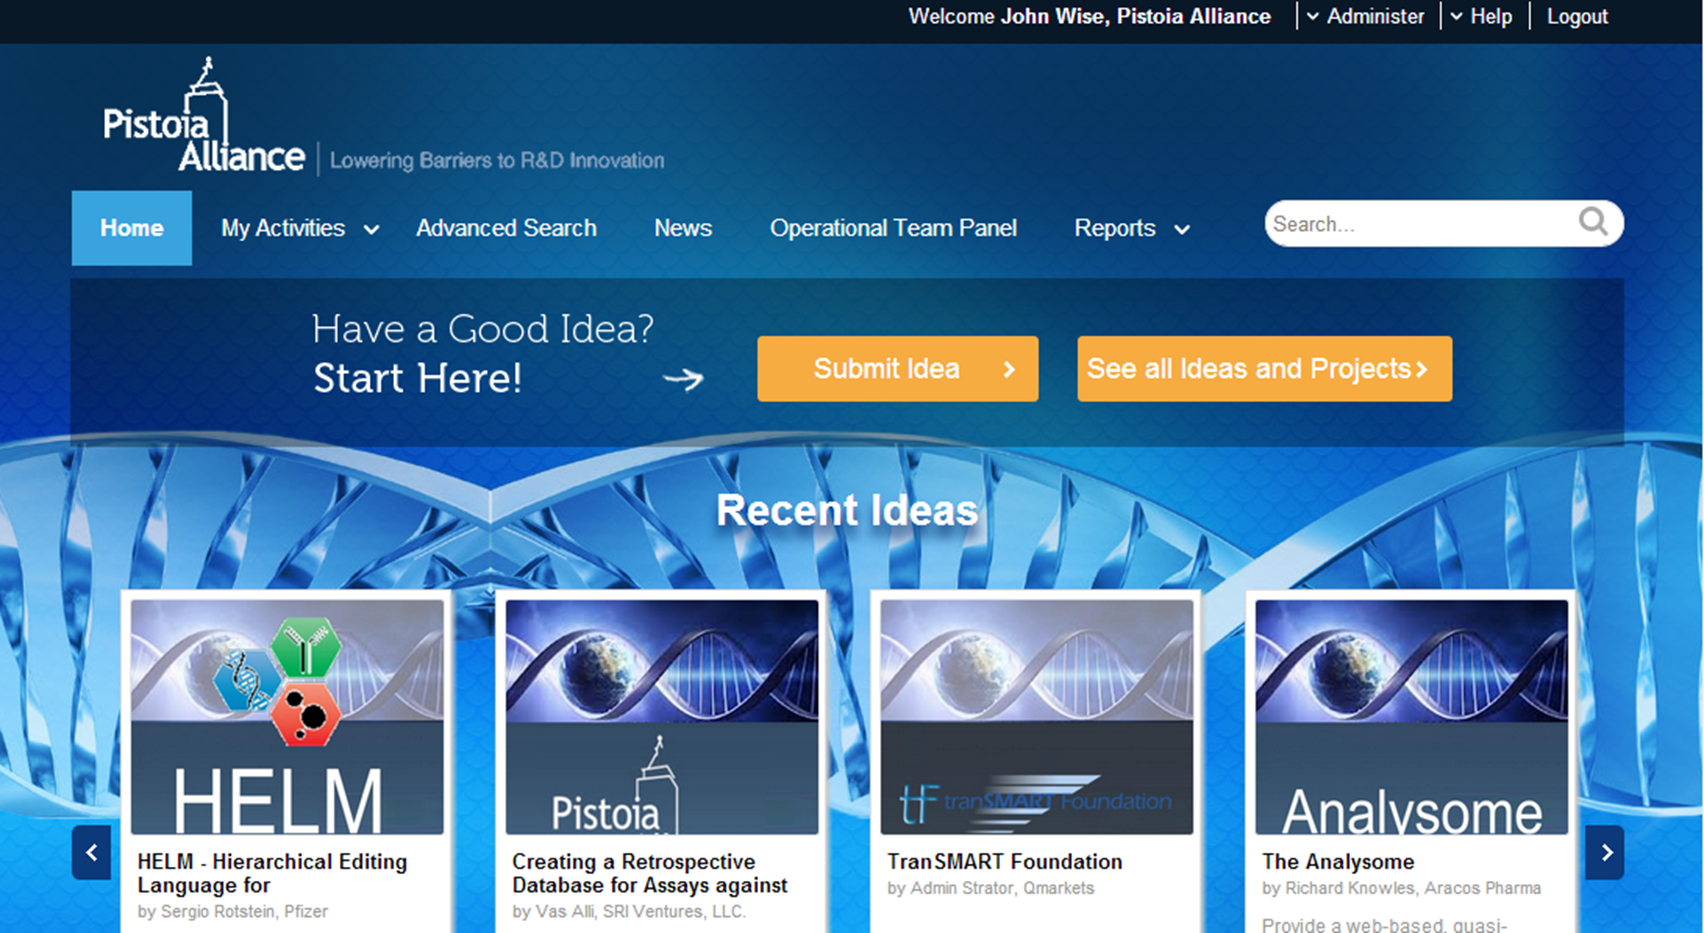 Welcome John Wise, Pistoia Alliance
Administer
Help
Logout
Pistoia
Alliance
Lowering Barriers to R&D Innovation
Home
My Activities
Advanced Search
News
Operational Team Panel
Reports
Search...
Have a Good Idea?
Start Here!
Submit Idea
See all Ideas and Projects
Recent Ideas
HELM
HELM - Hierarchical Editing
Language for
by Sergio Rotstein, Pfizer
Pistoia
Creating a Retrospective
Database for Assays against
by Vas Alli, SRI Ventures, LLC.
tF tranSMART Foundation
TranSMART Foundation
by Admin Strator, Qmarkets
Analysome
The Analysome
by Richard Knowles, Aracos Pharma
Provide a web-based, quasi-